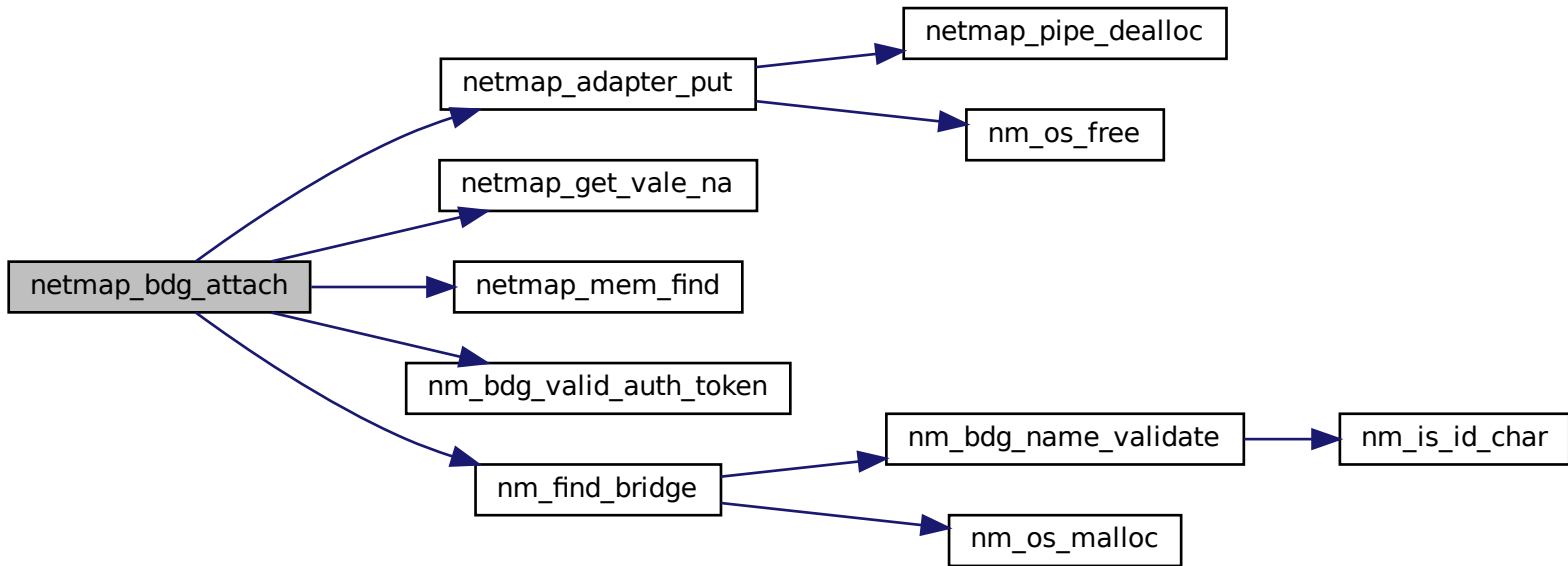 netmap_pipe_dealloc
netmap_adapter_put
nm_os_free
netmap_get_vale_na
netmap_bdg_attach
netmap_mem_find
nm_bdg_valid_auth_token
nm_bdg_name_validate
nm_is_id_char
nm_find_bridge
nm_os_malloc